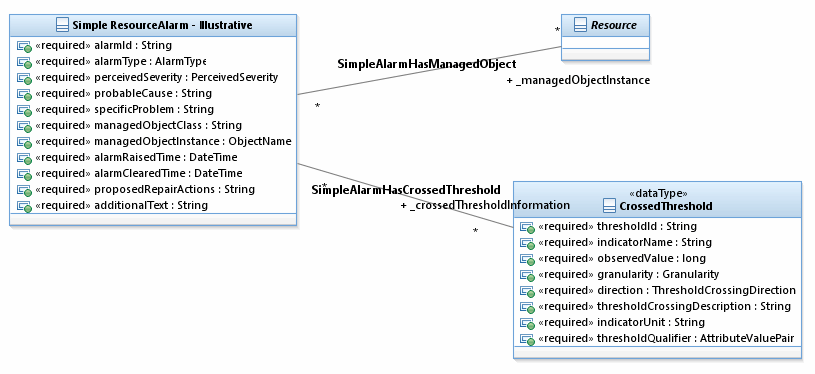 Simple ResourceAlarm - Illustrative
«required» alarmId : String
«required» alarmType : AlarmType
«required» perceivedSeverity : PerceivedSeverity
«required» probableCause : String
«required» specificProblem : String
«required» managedObjectClass : String
«required» managedObjectInstance : ObjectName
«required» alarmRaisedTime : DateTime
«required» alarmClearedTime : DateTime
«required» proposedRepairActions : String
«required» additionalText : String
Resource
*
SimpleAlarmHasManagedObject
+ _managedObjectInstance
*
*
SimpleAlarmHasCrossedThreshold
+ _crossedThresholdInformation
*
«dataType»
CrossedThreshold
«required» thresholdId : String
«required» indicatorName : String
«required» observedValue : long
«required» granularity : Granularity
«required» direction : ThresholdCrossingDirection
«required» thresholdCrossingDescription : String
«required» indicatorUnit : String
«required» thresholdQualifier : AttributeValuePair